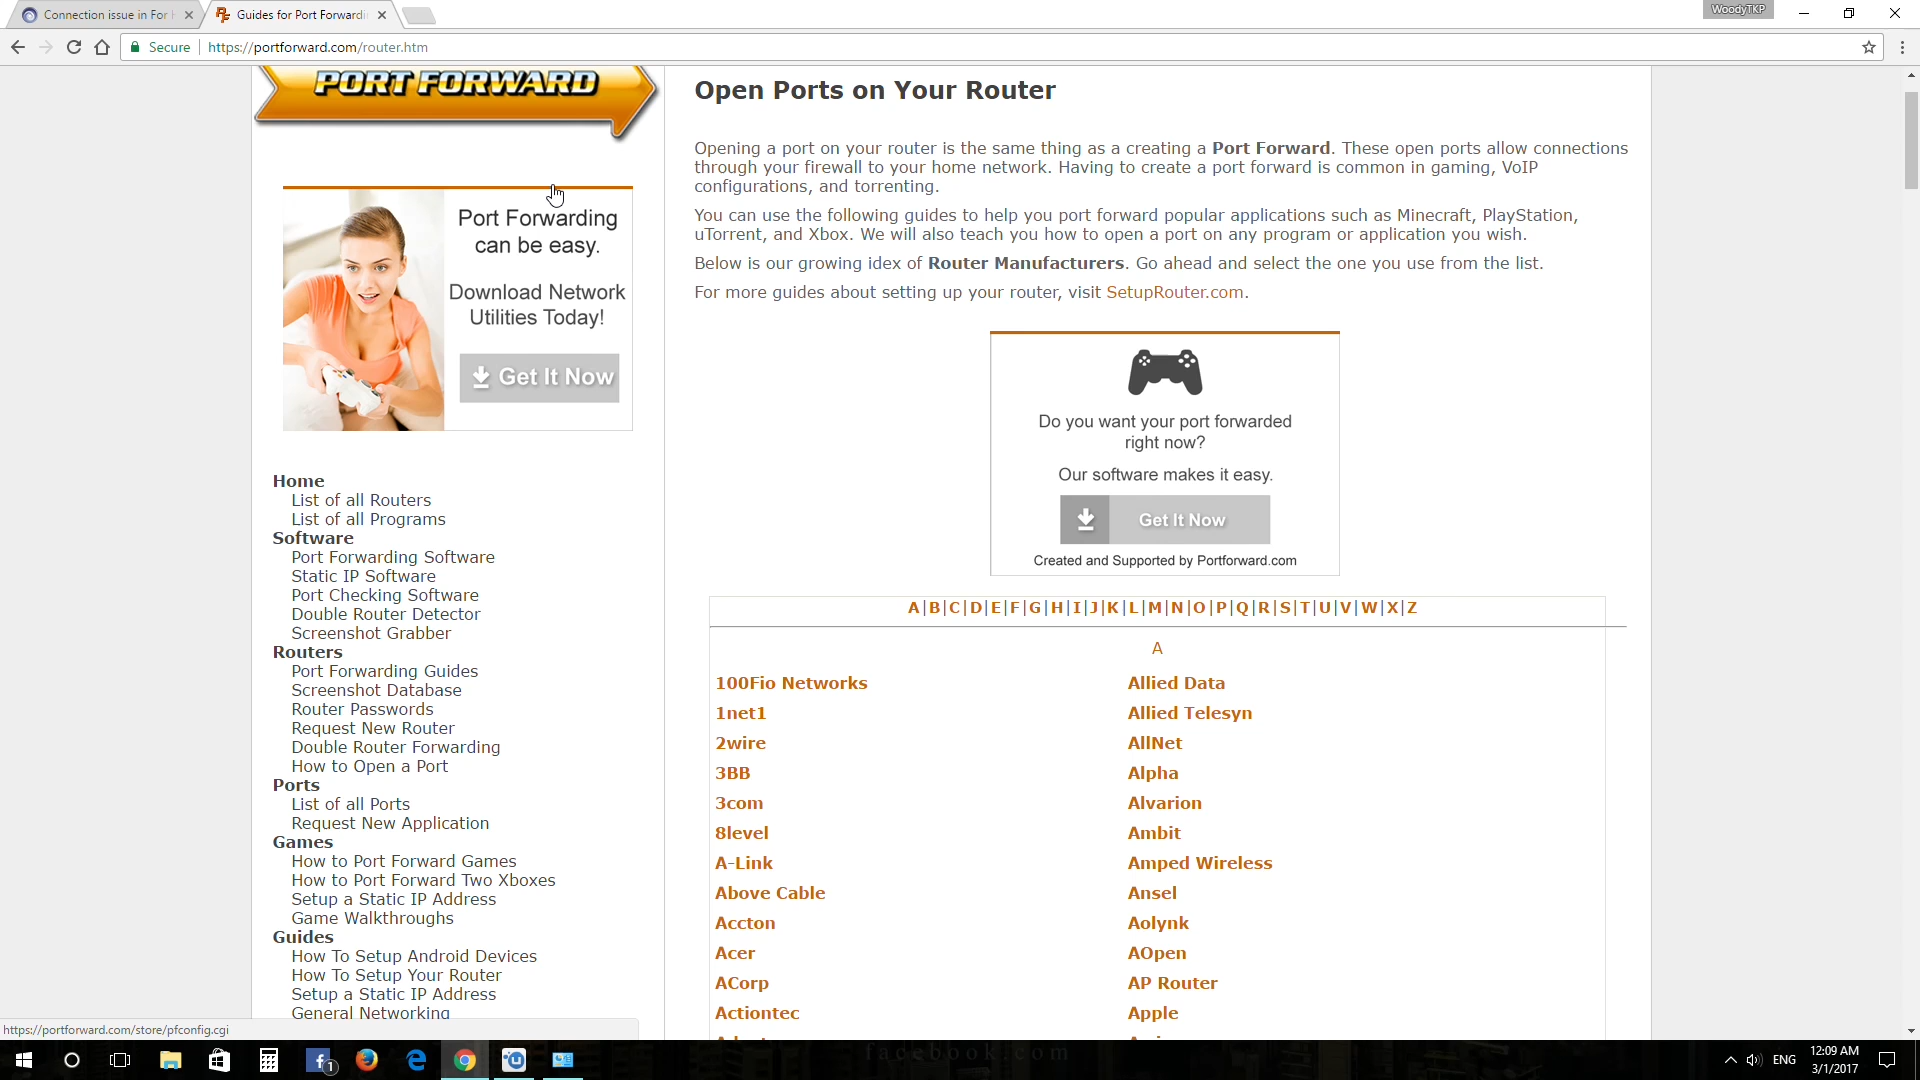 Connection issue in For H
Guides for Port Forwardi
WoodyTKP
Secure
https://portforward.com/router.htm
PORT FORWARD
Port Forwarding
can be easy.
Download Network
Utilities Today!
Get It Now
Home
List of all Routers
List of all Programs
Software
Port Forwarding Software
Static IP Software
Port Checking Software
Double Router Detector
Screenshot Grabber
Routers
Port Forwarding Guides
Screenshot Database
Router Passwords
Request New Router
Double Router Forwarding
How to Open a Port
Ports
List of all Ports
Request New Application
Games
How to Port Forward Games
How to Port Forward Two Xboxes
Setup a Static IP Address
Game Walkthroughs
Guides
How To Setup Android Devices
How To Setup Your Router
Setup a Static IP Address
General Networking
Open Ports on Your Router
Opening a port on your router is the same thing as a creating a Port Forward. These open ports allow connections
through your firewall to your home network. Having to create a port forward is common in gaming, VoIP
configurations, and torrenting.
You can use the following guides to help you port forward popular applications such as Minecraft, PlayStation,
uTorrent, and Xbox. We will also teach you how to open a port on any program or application you wish.
Below is our growing idex of Router Manufacturers. Go ahead and select the one you use from the list.
For more guides about setting up your router, visit SetupRouter.com.
Do you want your port forwarded
right now?
Our software makes it easy.
Get It Now
Created and Supported by Portforward.com
A|B|C|D|E|F|G|H|I|J|K|L|M|N|O|P|Q|R|S|T|U|V|W|X|Z
A
100Fio Networks
1net1
2wire
3BB
3com
8level
A-Link
Above Cable
Accton
Acer
ACorp
Actiontec
Allied Data
Allied Telesyn
AllNet
Alpha
Alvarion
Ambit
Amped Wireless
Ansel
Aolynk
AOpen
AP Router
Apple
https://portforward.com/store/pfconfig.cgi
facebook.com
1
ENG
12:09 AM
3/1/2017